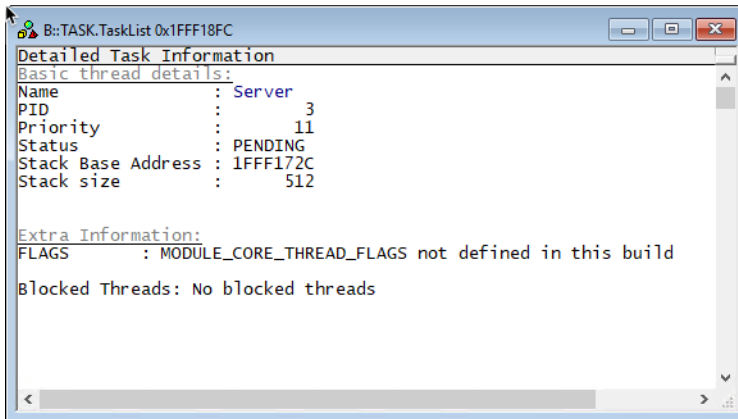 B::TASK.TaskList 0x1FFF18FC
Detailed Task Information
Basic thread details:
Name : Server
PID : 3
Priority : 11
Status : PENDING
Stack Base Address : 1FFF172C
Stack size : 512
Extra Information:
FLAGS : MODULE_CORE_THREAD_FLAGS not defined in this build
Blocked Threads: No blocked threads